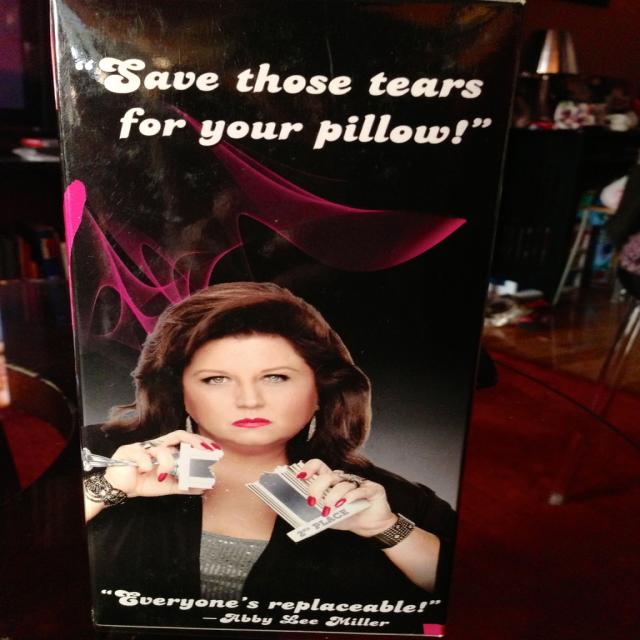 “Save those tears
for your pillow!”
2ND PLACE
“Everyone's replaceable!”
—Abby Lee Miller